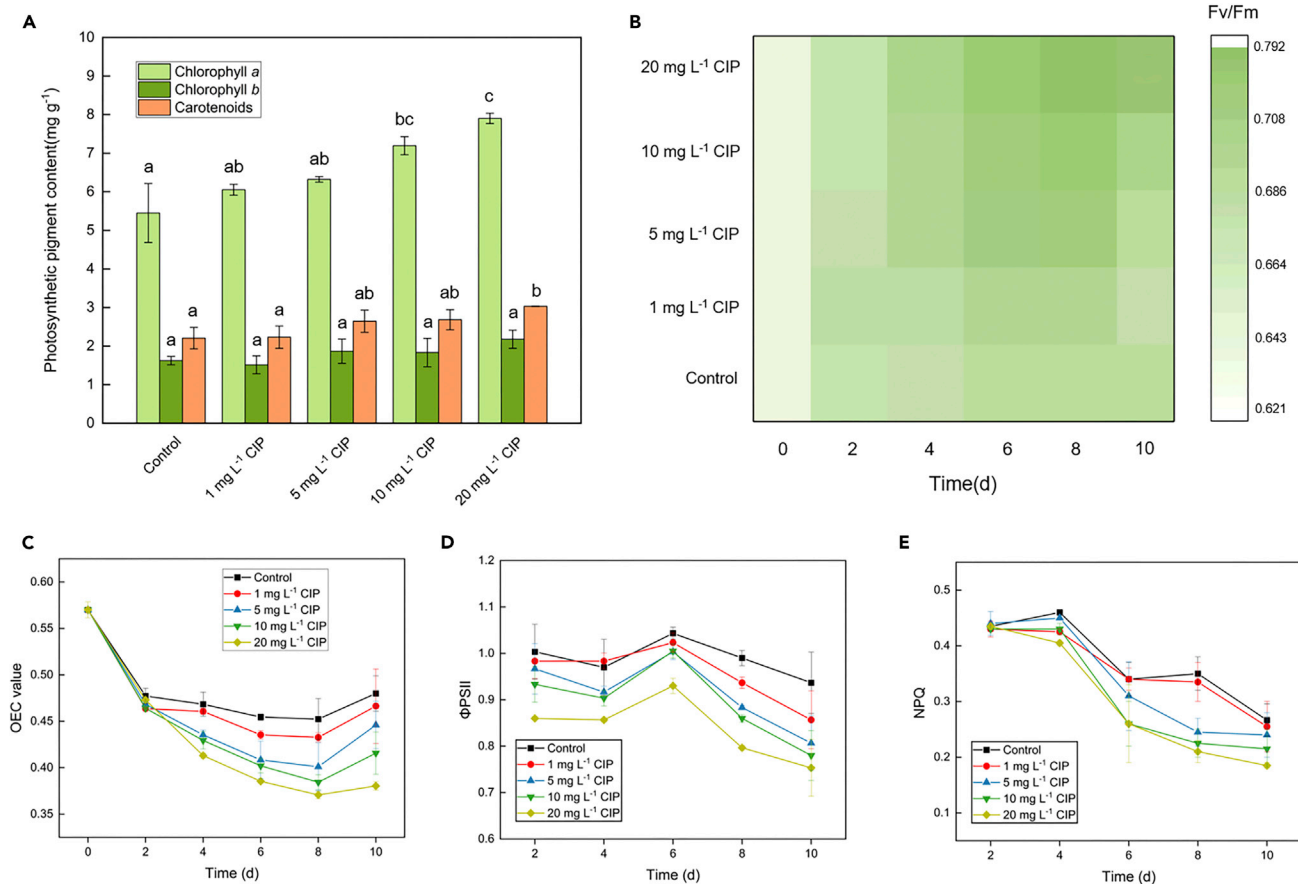 A
Photosynthetic pigment content(mg g⁻¹)
10
9
8
7
6
5
4
3
2
1
0
Chlorophyll a
Chlorophyll b
Carotenoids
a
a
a
ab
a
a
ab
a
ab
bc
a
ab
c
a
b
Control
1 mg L⁻¹ CIP
5 mg L⁻¹ CIP
10 mg L⁻¹ CIP
20 mg L⁻¹ CIP
B
20 mg L⁻¹ CIP
10 mg L⁻¹ CIP
5 mg L⁻¹ CIP
1 mg L⁻¹ CIP
Control
0 2 4 6 8 10
Time(d)
Fv/Fm
0.792
0.708
0.686
0.664
0.643
0.621
C
OEC value
0.60
0.55
0.50
0.45
0.40
0.35
Control
1 mg L⁻¹ CIP
5 mg L⁻¹ CIP
10 mg L⁻¹ CIP
20 mg L⁻¹ CIP
0 2 4 6 8 10
Time (d)
D
ΦPSII
1.2
1.1
1.0
0.9
0.8
0.7
0.6
Control
1 mg L⁻¹ CIP
5 mg L⁻¹ CIP
10 mg L⁻¹ CIP
20 mg L⁻¹ CIP
2 4 6 8 10
Time (d)
E
NPQ
0.5
0.4
0.3
0.2
0.1
Control
1 mg L⁻¹ CIP
5 mg L⁻¹ CIP
10 mg L⁻¹ CIP
20 mg L⁻¹ CIP
2 4 6 8 10
Time (d)